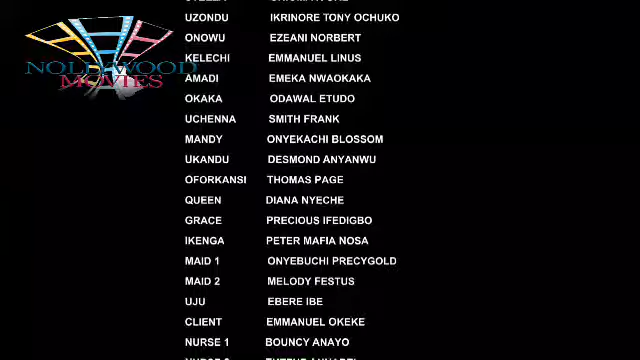 UZONDU IKRINORE TONY OCHUKO
ONOWU EZEANI NORBERT
KELECHI EMMANUEL LINUS
AMADI EMEKA NWAOKAKA
OKAKA ODAWAL ETUDO
UCHENNA SMITH FRANK
MANDY ONYEKACHI BLOSSOM
UKANDU DESMOND ANYANWU
OFORKANSI THOMAS PAGE
QUEEN DIANA NYECHE
GRACE PRECIOUS IFEDIGBO
IKENGA PETER MAFIA NOSA
MAID 1 ONYEBUCHI PRECYGOLD
MAID 2 MELODY FESTUS
UJU EBERE IBE
CLIENT EMMANUEL OKEKE
NURSE 1 BOUNCY ANAYO
NOLLYWOOD
MOVIES